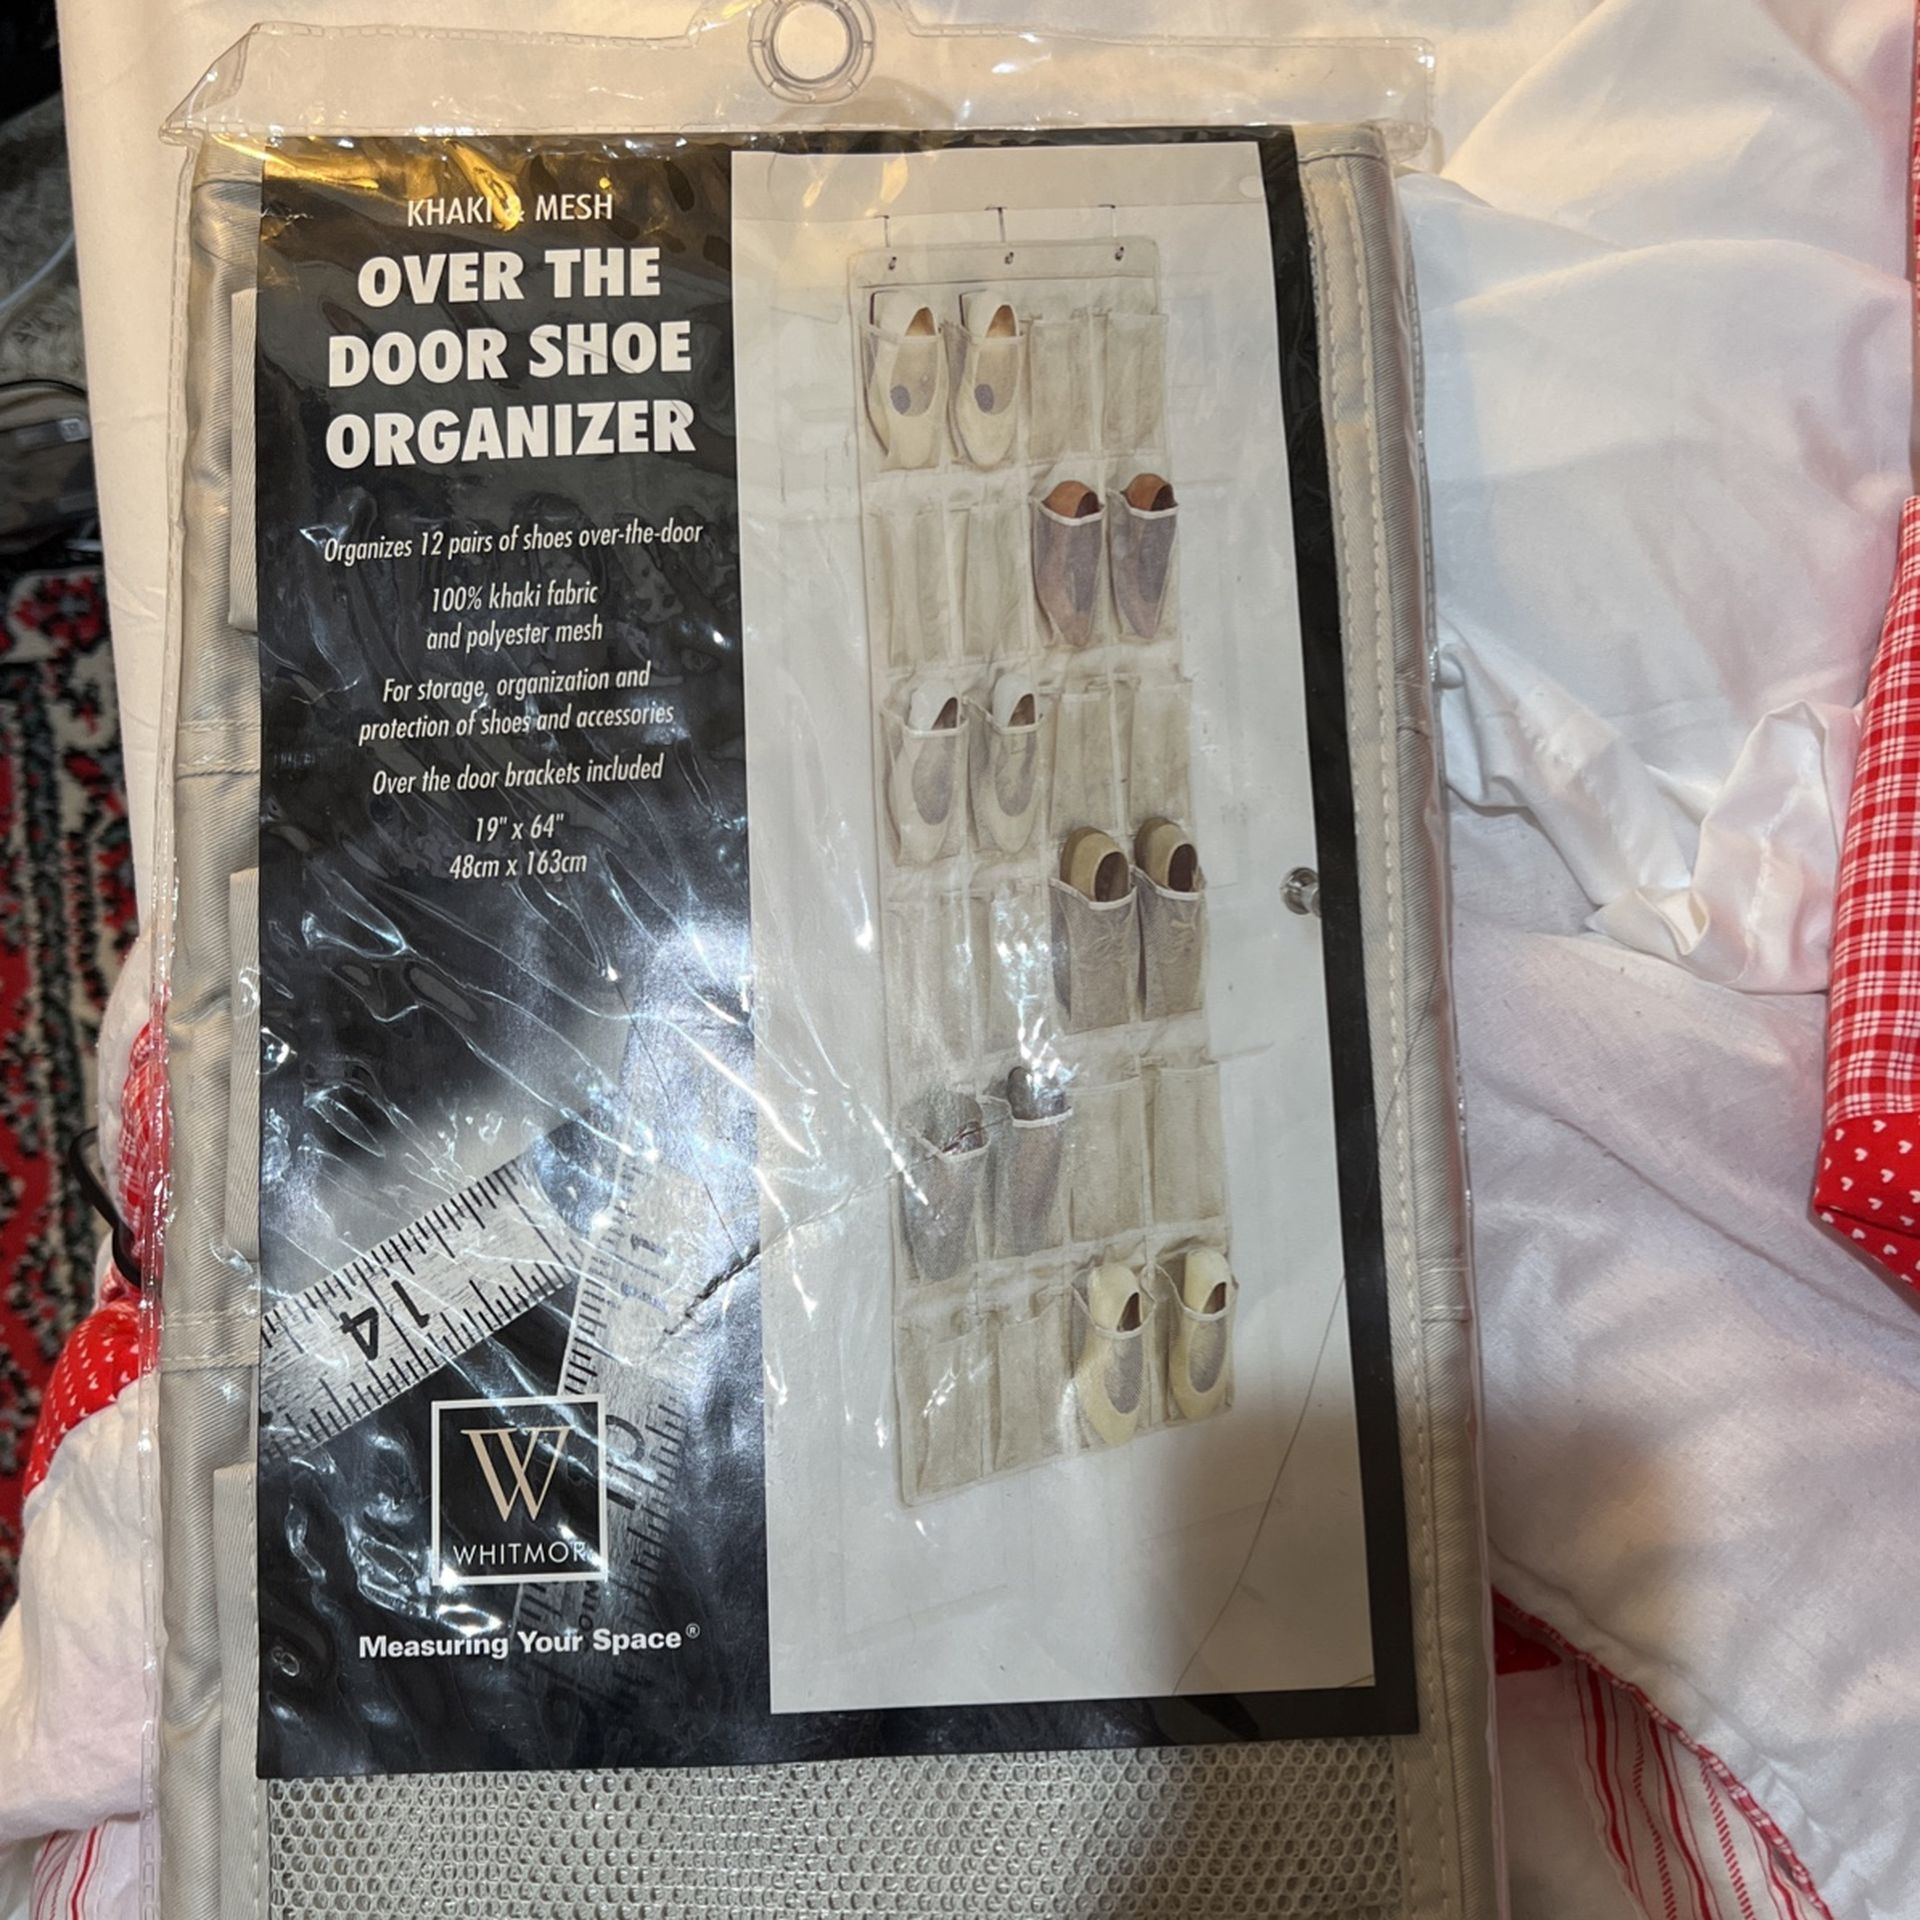 KHAKI & MESH
OVER THE
DOOR SHOE
ORGANIZER
Organizes 12 pairs of shoes over-the-door
100% khaki fabric
and polyester mesh
For storage, organization and
protection of shoes and accessories
Over the door brackets included
19" x 64"
48cm x 163cm
14
W
WHITMOR
Measuring Your Space®